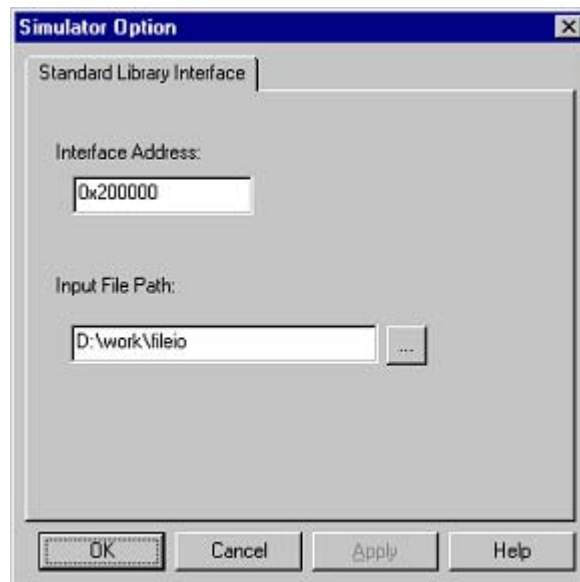 Simulator Option
Standard Library Interface
Interface Address:
0x200000
Input File Path:
D:\work\fileio
...
OK Cancel Apply Help